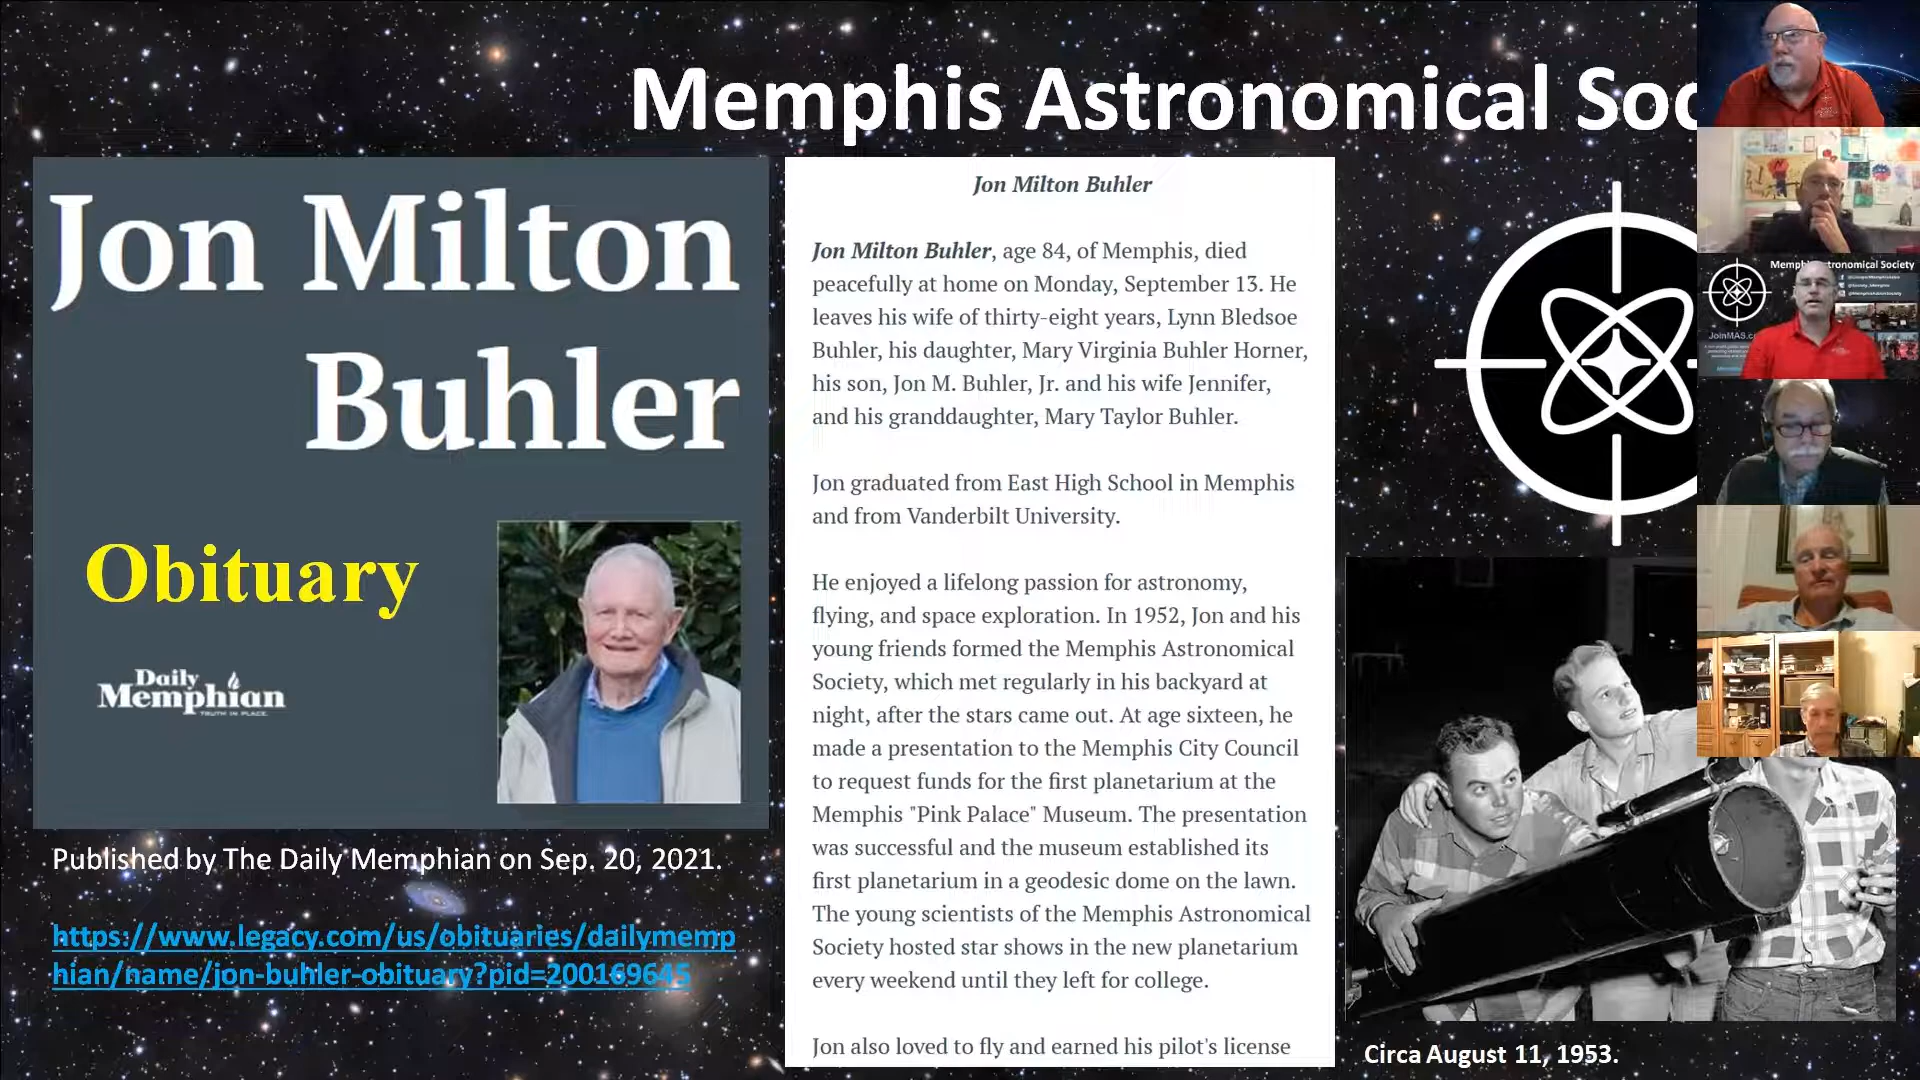 Memphis Astronomical Soc
Jon Milton
Buhler
Obituary
Daily
Memphian
TRUTH IN PLACE.
Published by The Daily Memphian on Sep. 20, 2021.
https://www.legacy.com/us/obituaries/dailymemp
hian/name/jon-buhler-obituary?pid=200169645
Jon Milton Buhler
Jon Milton Buhler, age 84, of Memphis, died
peacefully at home on Monday, September 13. He
leaves his wife of thirty-eight years, Lynn Bledsoe
Buhler, his daughter, Mary Virginia Buhler Horner,
his son, Jon M. Buhler, Jr. and his wife Jennifer,
and his granddaughter, Mary Taylor Buhler.
Jon graduated from East High School in Memphis
and from Vanderbilt University.
He enjoyed a lifelong passion for astronomy,
flying, and space exploration. In 1952, Jon and his
young friends formed the Memphis Astronomical
Society, which met regularly in his backyard at
night, after the stars came out. At age sixteen, he
made a presentation to the Memphis City Council
to request funds for the first planetarium at the
Memphis "Pink Palace" Museum. The presentation
was successful and the museum established its
first planetarium in a geodesic dome on the lawn.
The young scientists of the Memphis Astronomical
Society hosted star shows in the new planetarium
every weekend until they left for college.
Jon also loved to fly and earned his pilot's license
Circa August 11, 1953.
Memph tronomical Society
JoinMAS.c